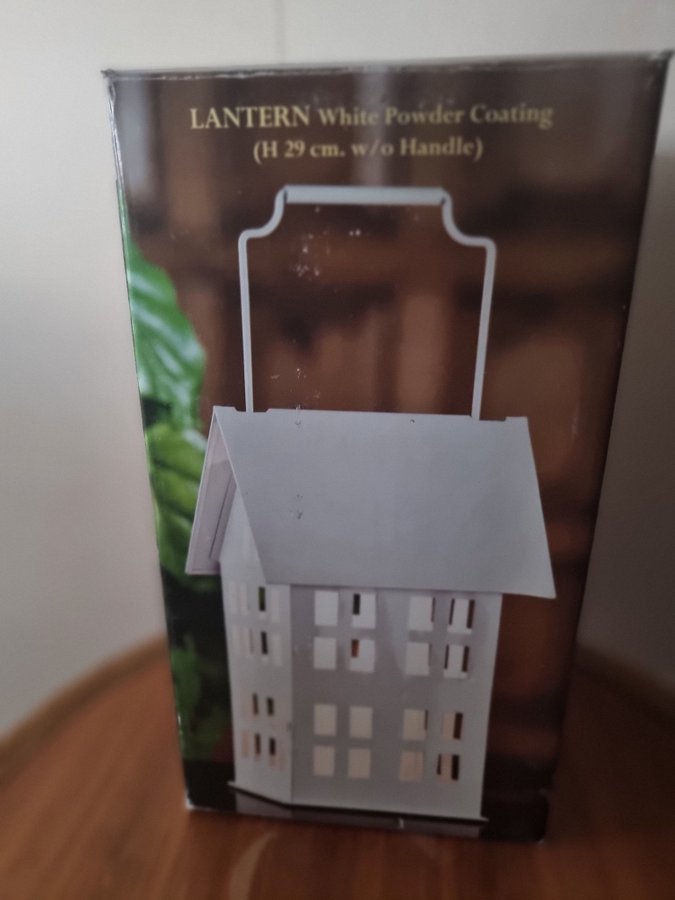 LANTERN White Powder Coating
(H 29 cm. w/o Handle)